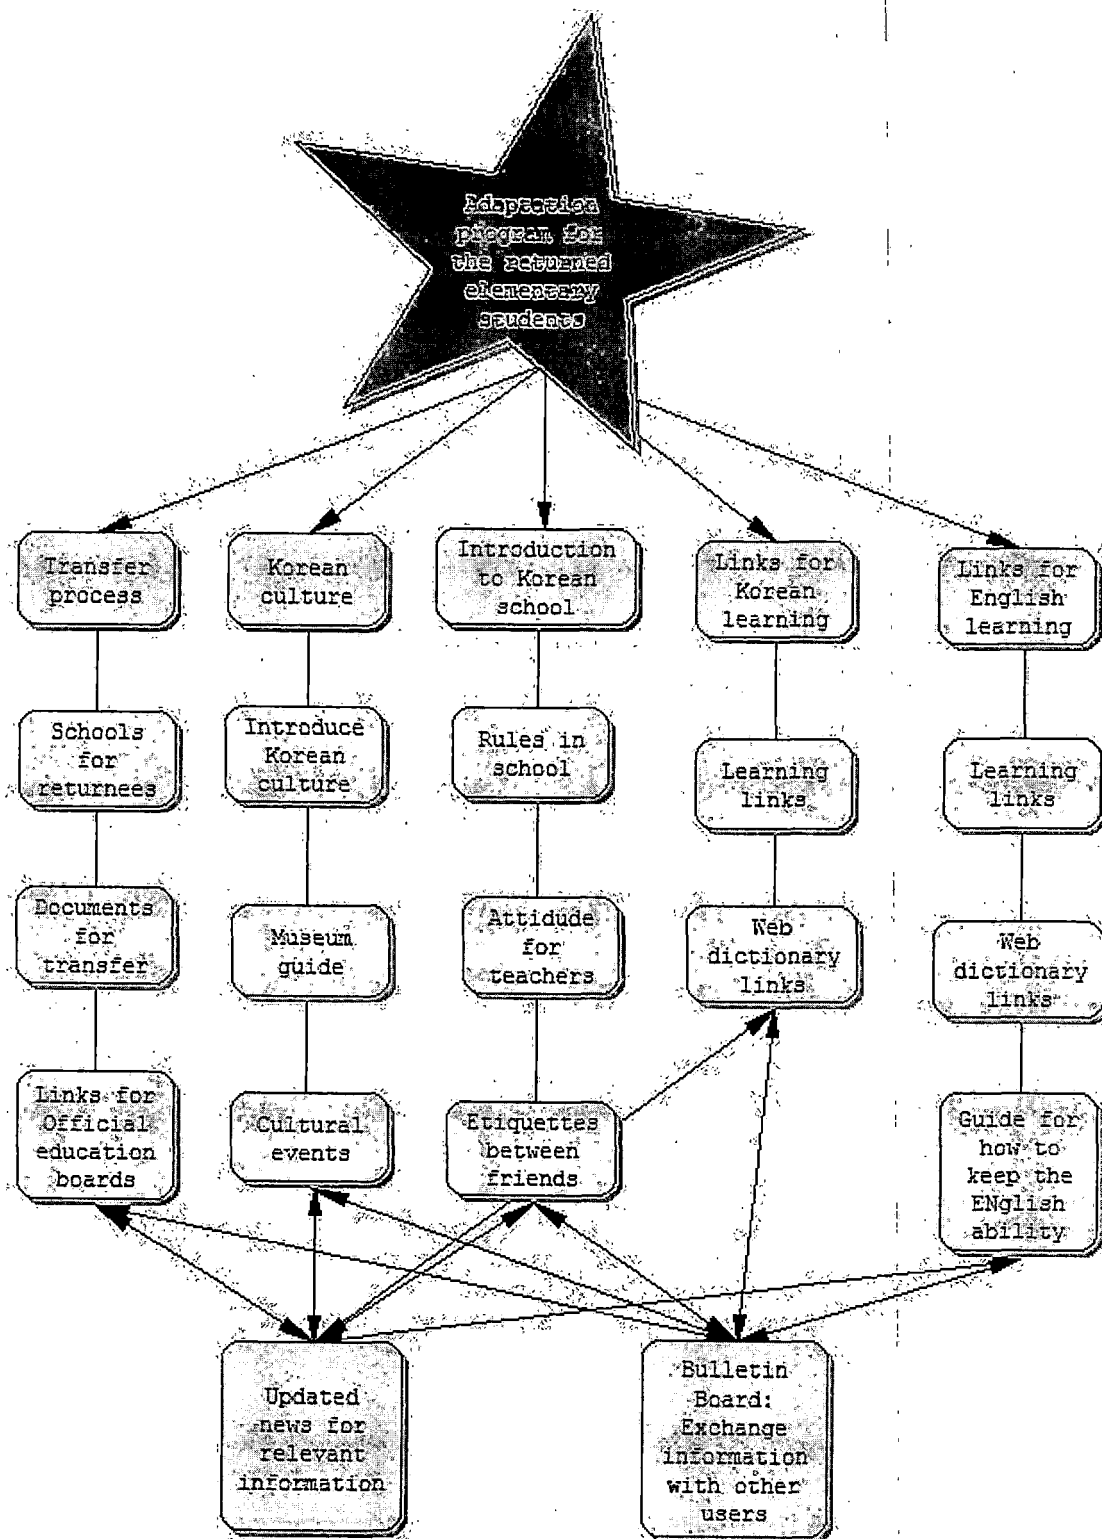 Adaptation
program for
the returned
elementary
students
Transfer
process
Korean
culture
Introduction
to Korean
school
Links for
Korean
learning
Links for
English
learning
Schools
for
returnees
Introduce
Korean
culture
Rules in
school
Learning
links
Learning
links
Documents
for
transfer
Museum
guide
Attidude
for
teachers
Web
dictionary
links
Web
dictionary
links
Links for
Official
education
boards
Cultural
events
Etiquettes
between
friends
Guide for
how to
keep the
ENglish
ability
Updated
news for
relevant
information
Bulletin
Board:
Exchange
information
with other
users